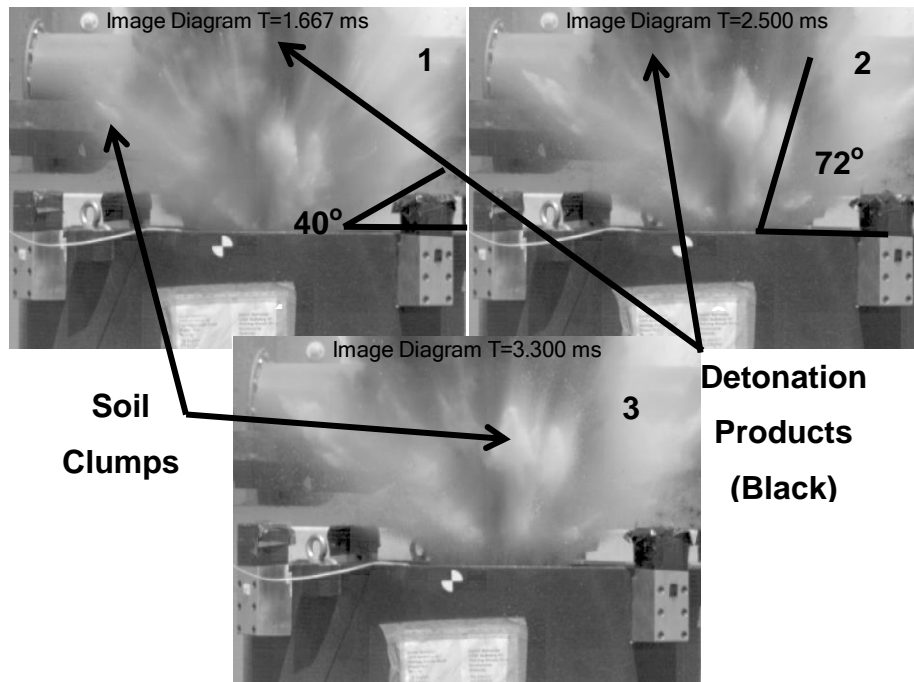 Image Diagram T=1.667 ms
1
40°
Image Diagram T=2.500 ms
2
72°
Image Diagram T=3.300 ms
3
Soil
Clumps
Detonation
Products
(Black)